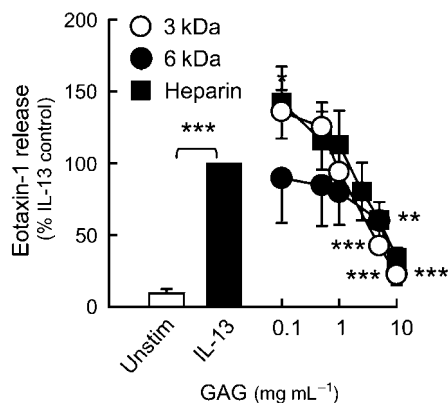 200
150
100
50
0
3 kDa
6 kDa
Heparin
***
**
***
***
***
Eotaxin-1 release
(% IL-13 control)
Unstim
IL-13
0.1
1
10
GAG (mg mL⁻¹)